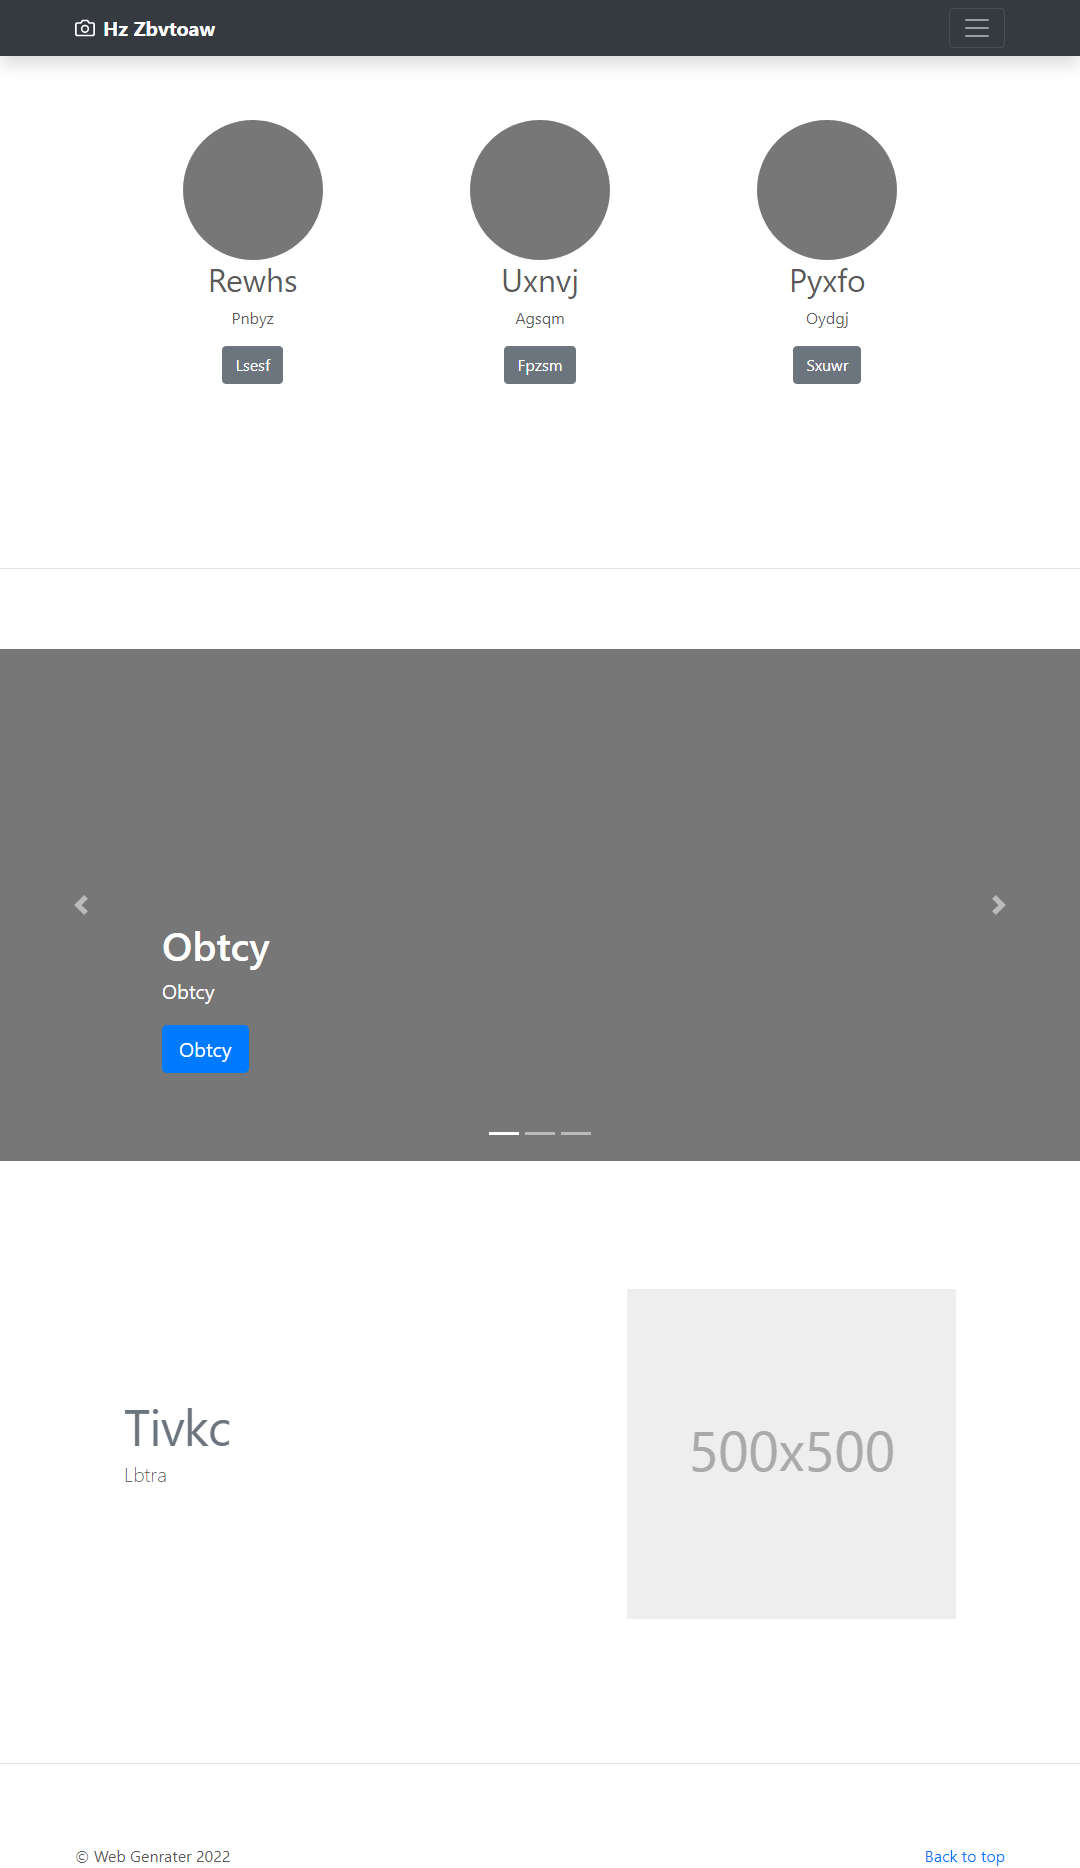 Hz Zbvtoaw
Rewhs
Pnbyz
Lsesf
Uxnvj
Agsqm
Fpzsm
Pyxfo
Oydgj
Sxuwr
Obtcy
Obtcy
Obtcy
Tivkc
Lbtra
500x500
© Web Genrater 2022
Back to top